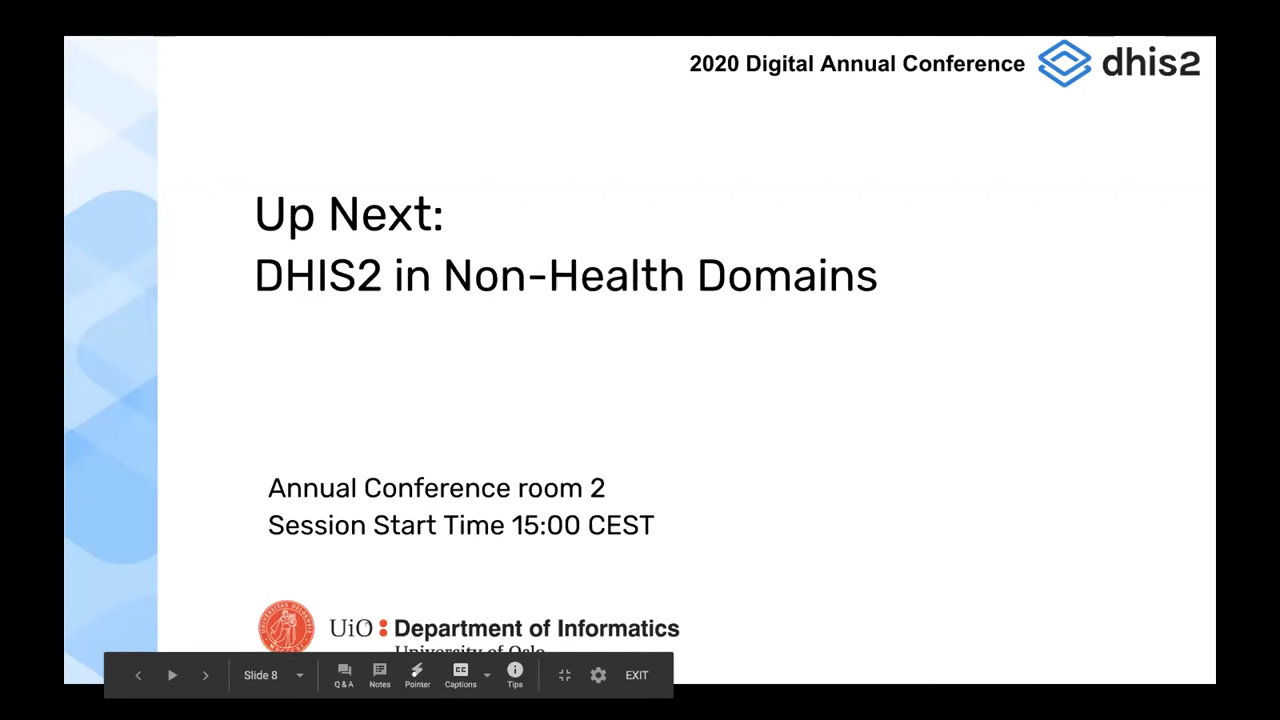 2020 Digital Annual Conference dhis2
Up Next:
DHIS2 in Non-Health Domains
Annual Conference room 2
Session Start Time 15:00 CEST
UiO : Department of Informatics
University of Oslo
Slide 8
Q & A Notes Pointer Captions Tips
CC
EXIT